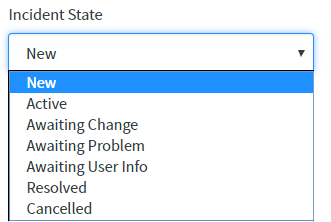 Incident State
New
New
Active
Awaiting Change
Awaiting Problem
Awaiting User Info
Resolved
Cancelled